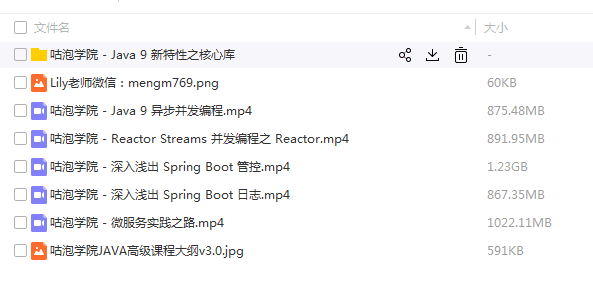 文件名 大小
咕泡学院 - Java 9 新特性之核心库 -
Lily老师微信：mengm769.png 60KB
咕泡学院 - Java 9 异步并发编程.mp4 875.48MB
咕泡学院 - Reactor Streams 并发编程之 Reactor.mp4 891.95MB
咕泡学院 - 深入浅出 Spring Boot 管控.mp4 1.23GB
咕泡学院 - 深入浅出 Spring Boot 日志.mp4 867.35MB
咕泡学院 - 微服务实践之路.mp4 1022.11MB
咕泡学院JAVA高级课程大纲v3.0.jpg 591KB